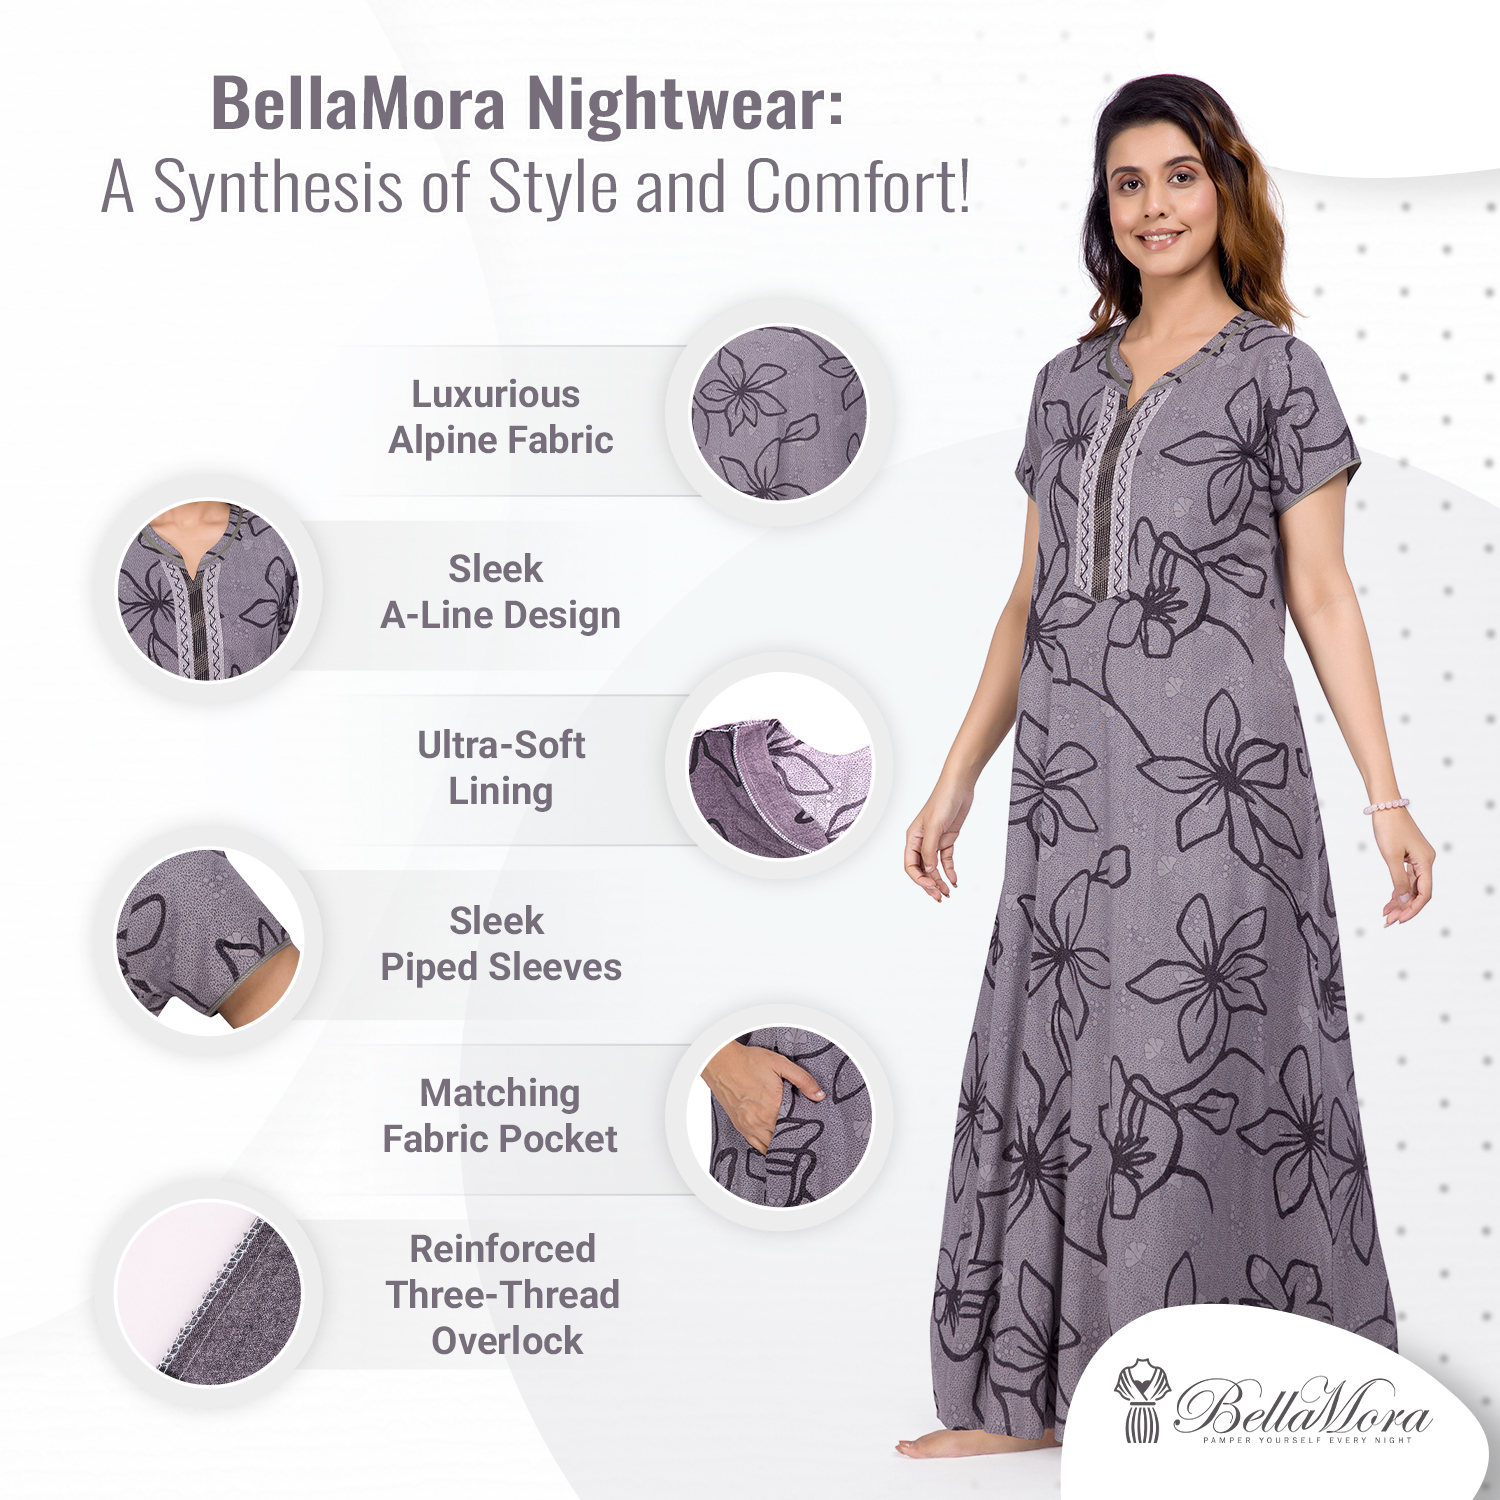 BellaMora Nightwear:
A Synthesis of Style and Comfort!
Luxurious
Alpine Fabric
Sleek
A-Line Design
Ultra-Soft
Lining
Sleek
Piped Sleeves
Matching
Fabric Pocket
Reinforced
Three-Thread
Overlock
BellaMora
PAMPER YOURSELF EVERY NIGHT